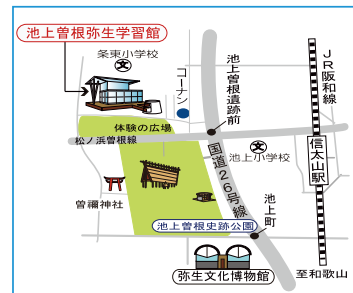 池上曽根弥生学習館
条東小学校
文
コーナン
池上曽根遺跡前
JR阪和線
体験の広場
松ノ浜曽根線
文
池上小学校
国道26号線
信太山駅
曽禰神社
池上町
池上曽根史跡公園
弥生文化博物館
至和歌山